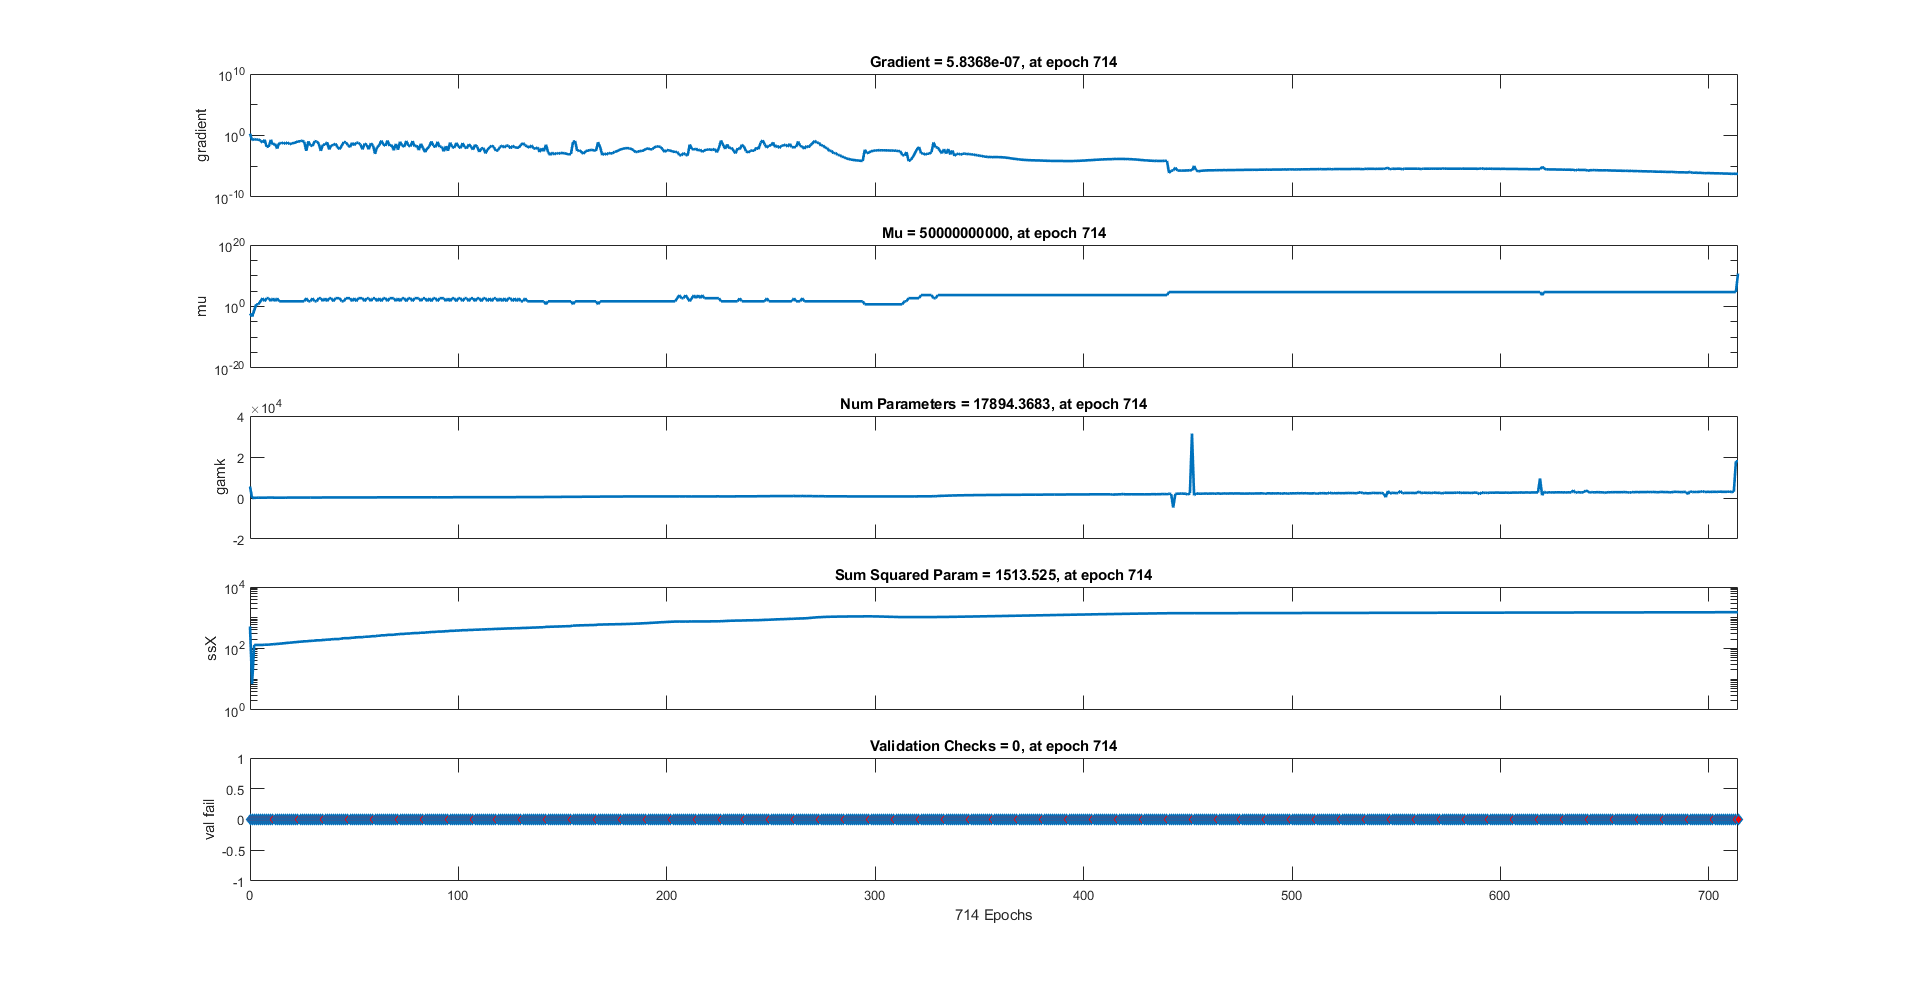 Gradient = 5.8368e-07, at epoch 714
10^10
10^0
10^-10
gradient
Mu = 50000000000, at epoch 714
10^20
10^0
10^-20
mu
Num Parameters = 17894.3683, at epoch 714
×10^4
4
2
0
-2
gamk
Sum Squared Param = 1513.525, at epoch 714
10^4
10^2
10^0
ssX
Validation Checks = 0, at epoch 714
1
0.5
0
-0.5
-1
val fail
0 100 200 300 400 500 600 700
714 Epochs